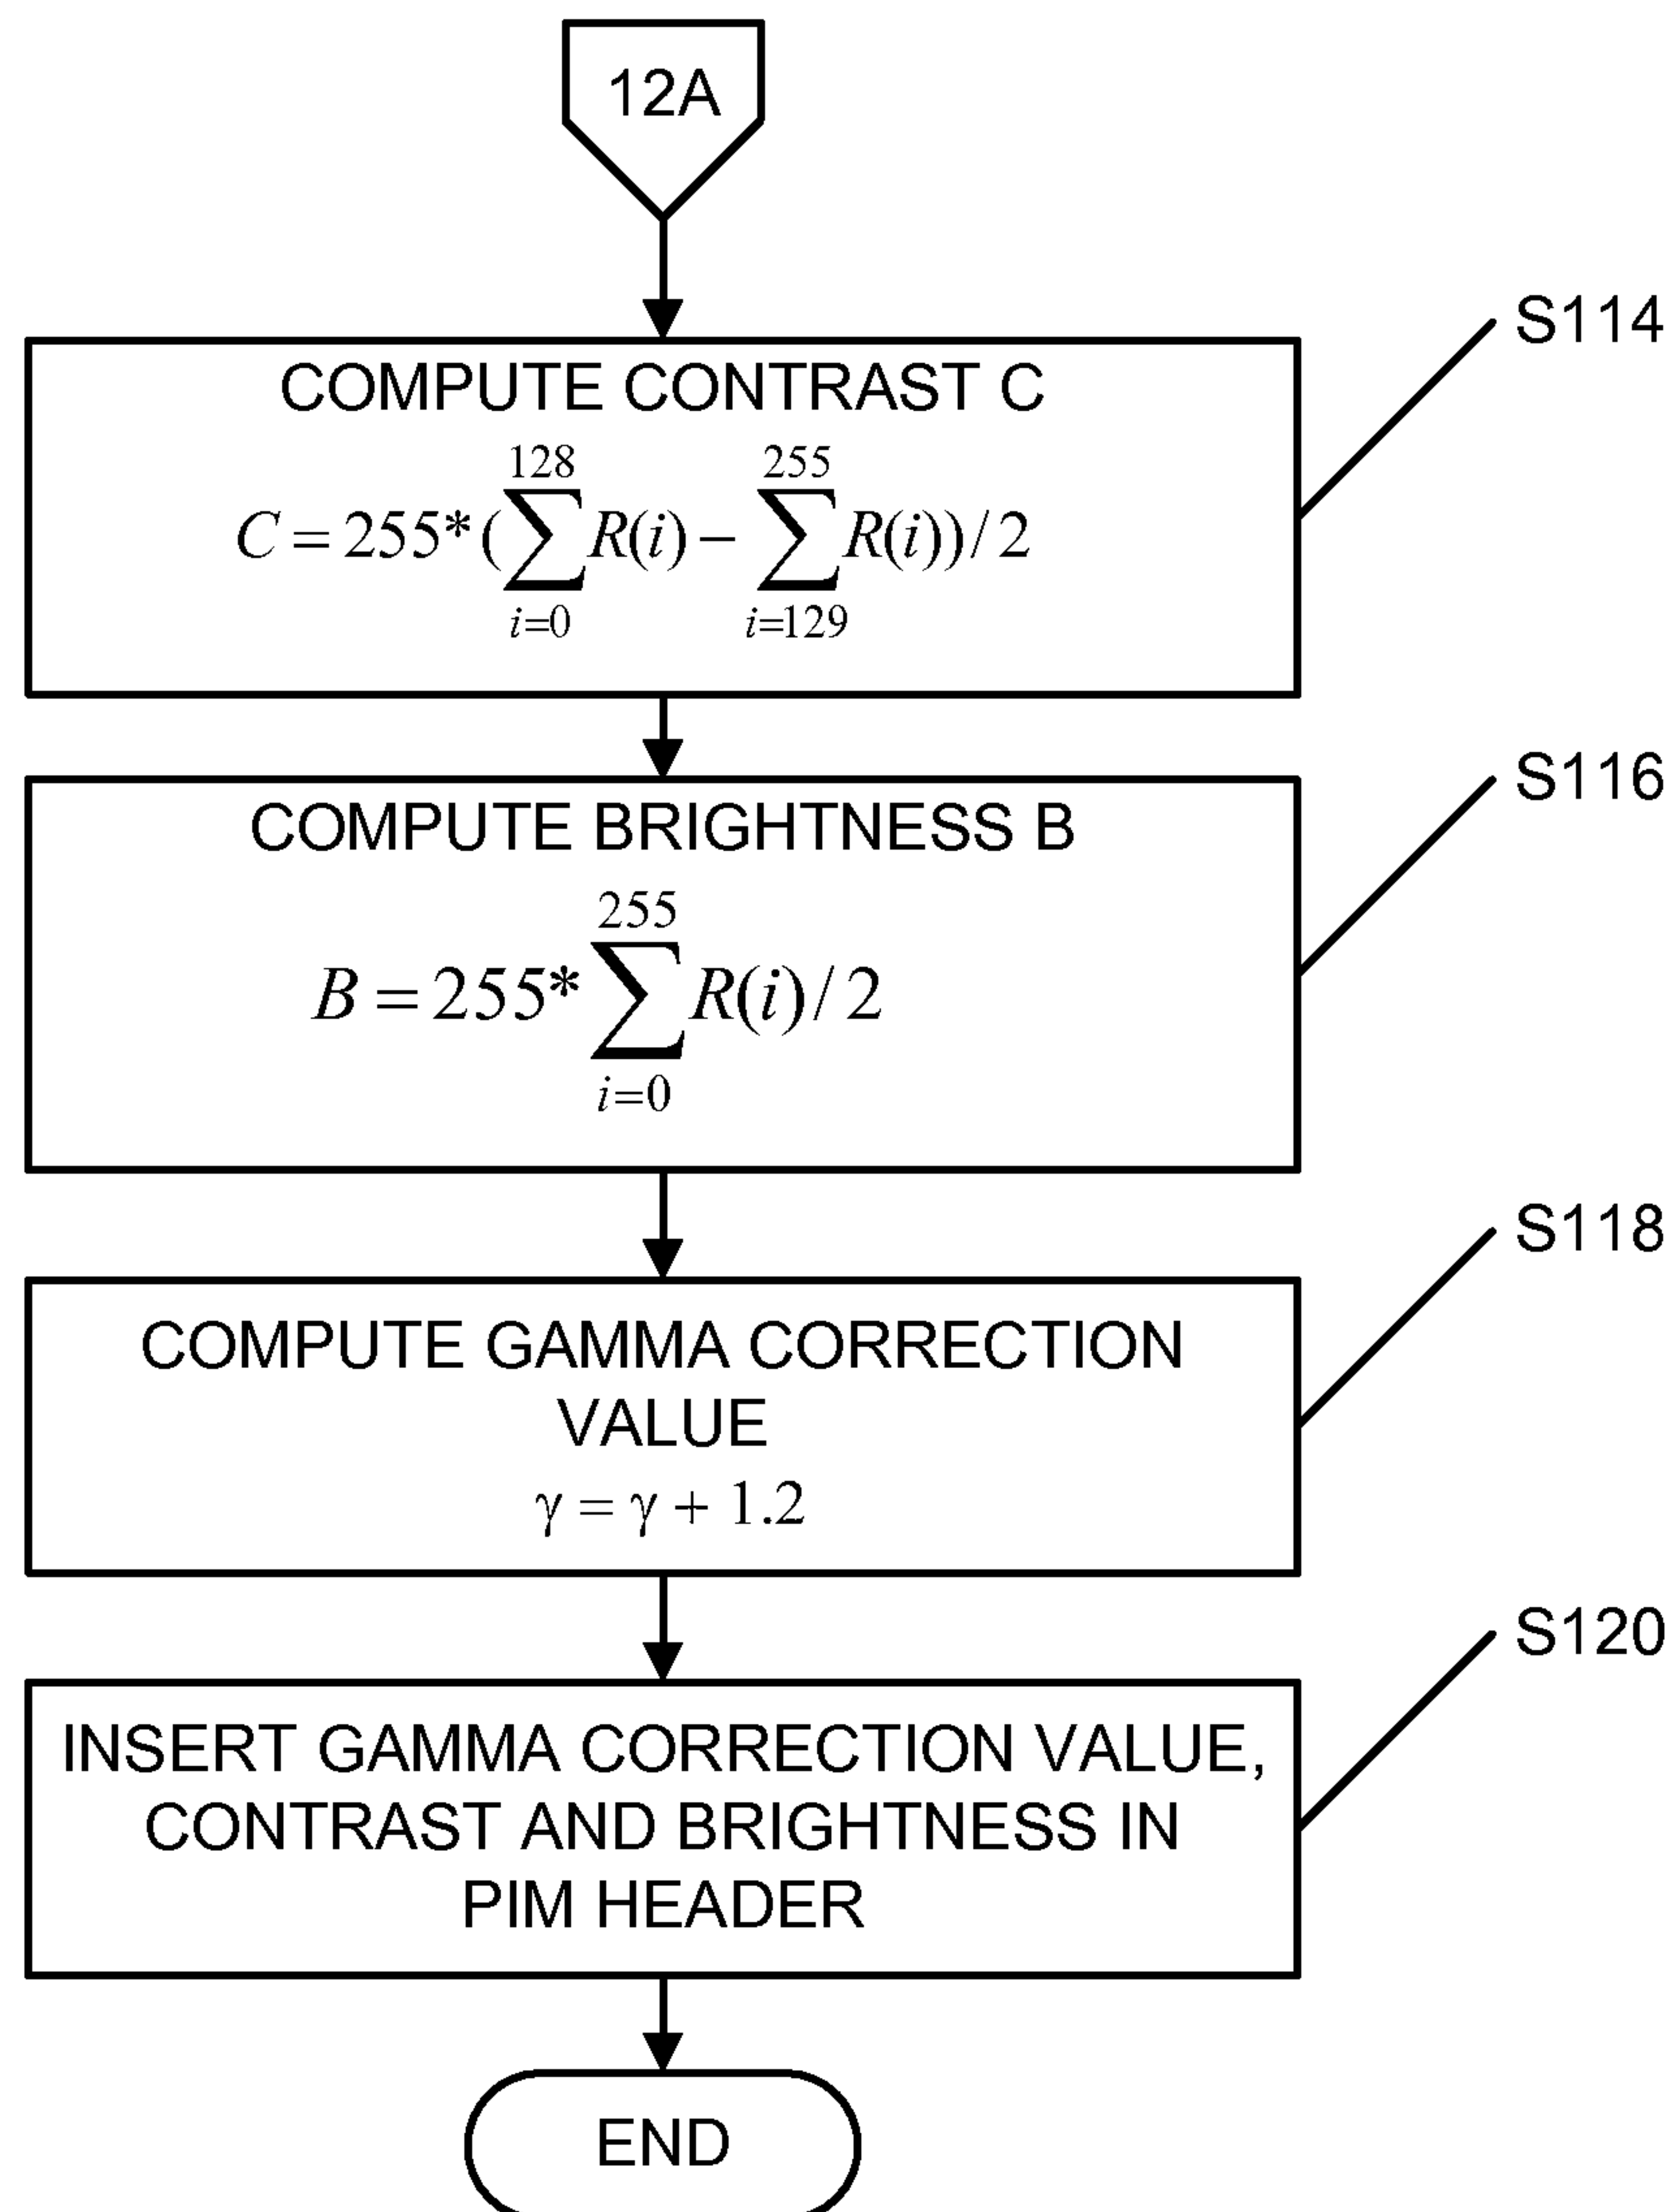 12A
S114
COMPUTE CONTRAST C
128 255
C = 255*(∑R(i) − ∑R(i))/2
i=0 i=129
S116
COMPUTE BRIGHTNESS B
255
B = 255*∑R(i)/2
i=0
S118
COMPUTE GAMMA CORRECTION
VALUE
γ = γ + 1.2
S120
INSERT GAMMA CORRECTION VALUE,
CONTRAST AND BRIGHTNESS IN
PIM HEADER
END